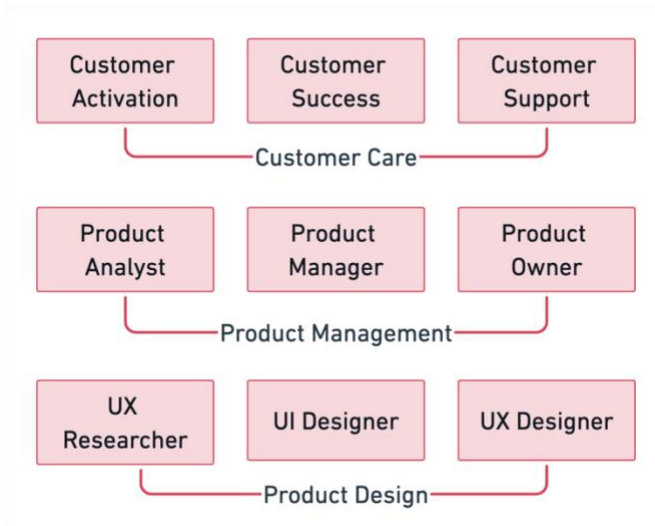 Customer
Activation
Customer
Success
Customer
Support
Customer Care
Product
Analyst
Product
Manager
Product
Owner
Product Management
UX
Researcher
UI Designer
UX Designer
Product Design